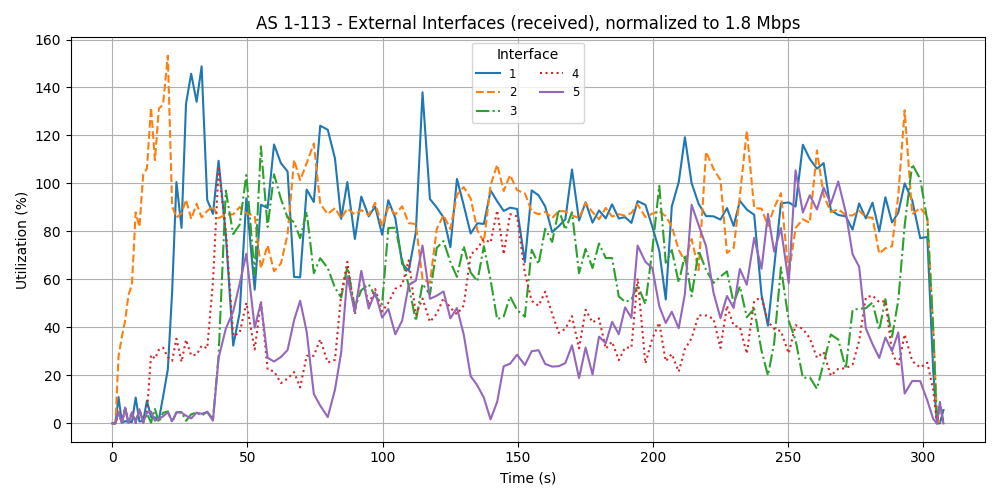 AS 1-113 - External Interfaces (received), normalized to 1.8 Mbps
Interface
1 4
2 5
3
Utilization (%)
160
140
120
100
80
60
40
20
0
0 50 100 150 200 250 300
Time (s)